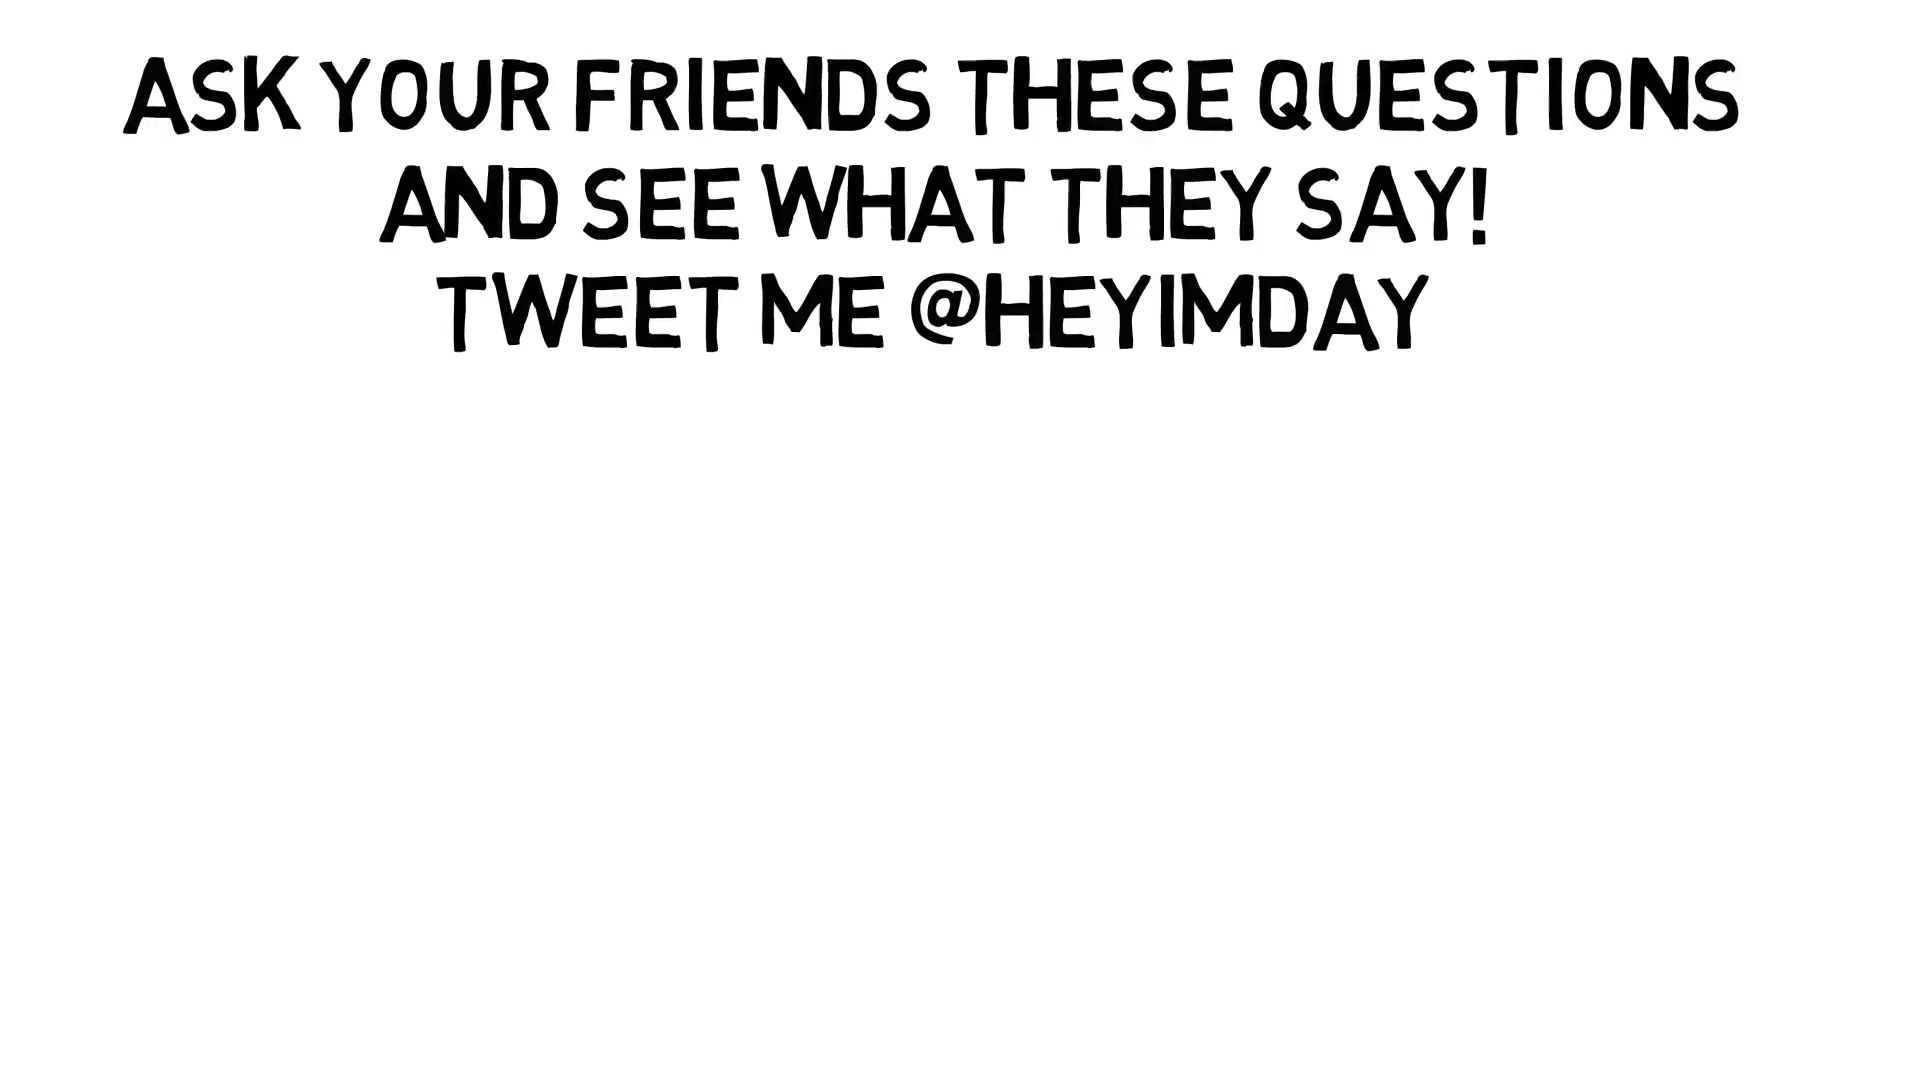 ASK YOUR FRIENDS THESE QUESTIONS
AND SEE WHAT THEY SAY!
TWEET ME @HEYIMDAY